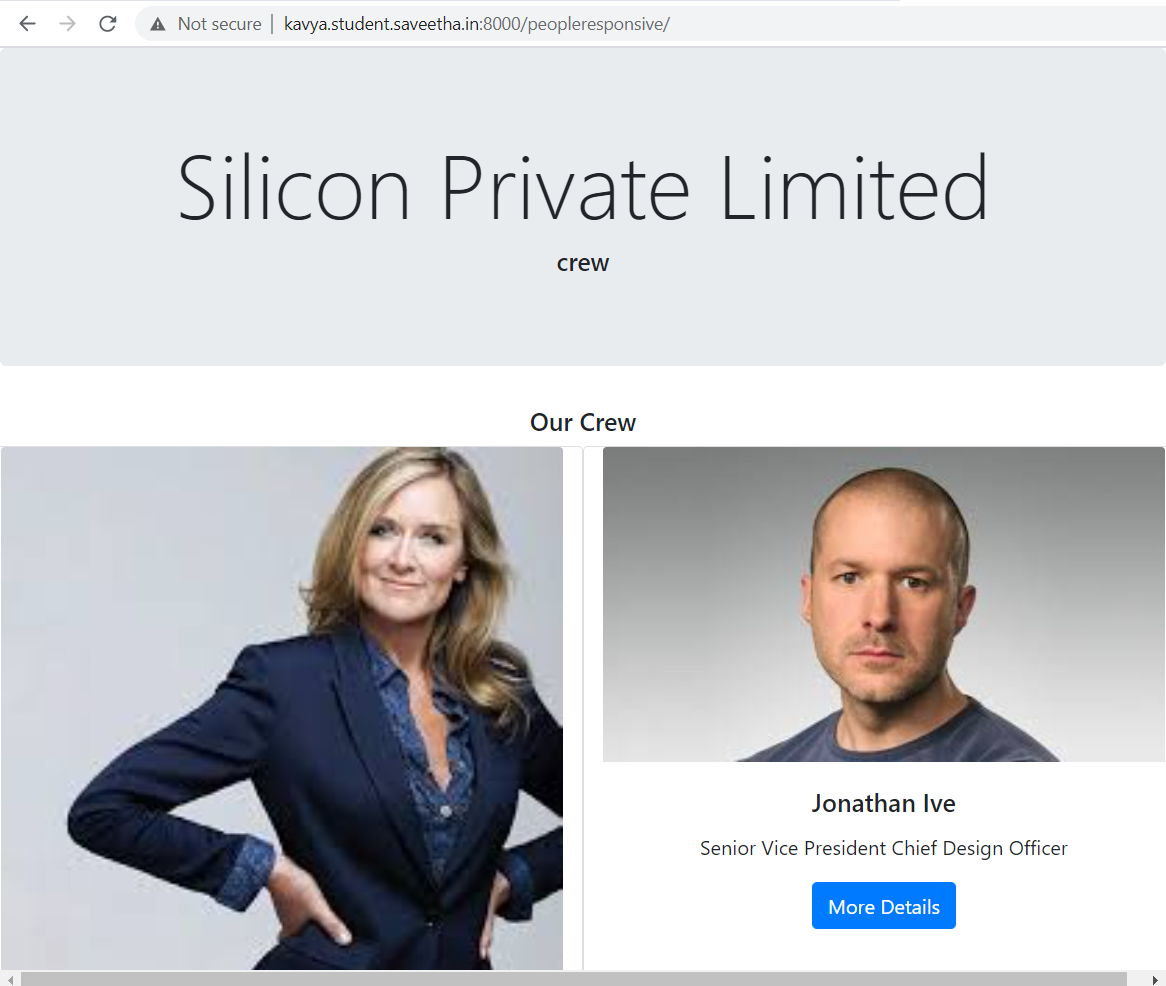 Not secure | kavya.student.saveetha.in:8000/peopleresponsive/
Silicon Private Limited
crew
Our Crew
Jonathan Ive
Senior Vice President Chief Design Officer
More Details